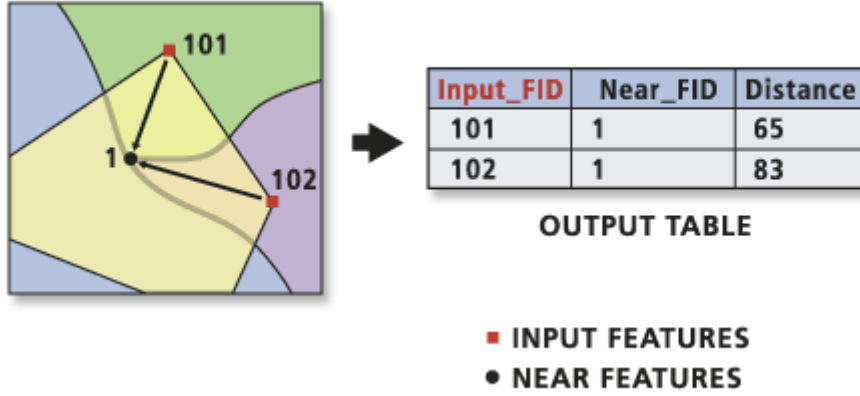 101
1
102
Input_FID Near_FID Distance
101 1 65
102 1 83
OUTPUT TABLE
INPUT FEATURES
NEAR FEATURES